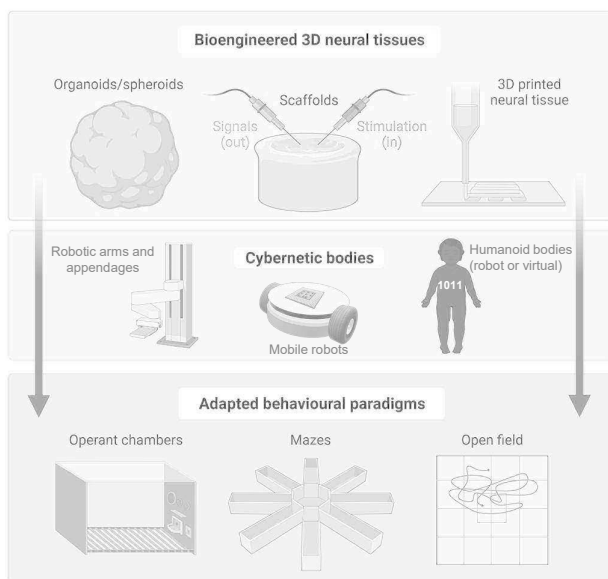 Bioengineered 3D neural tissues
Organoids/spheroids
Scaffolds
3D printed
neural tissue
Signals
(out)
Stimulation
(in)
Robotic arms and
appendages
Cybernetic bodies
Humanoid bodies
(robot or virtual)
1011
Mobile robots
Adapted behavioural paradigms
Operant chambers
Mazes
Open field